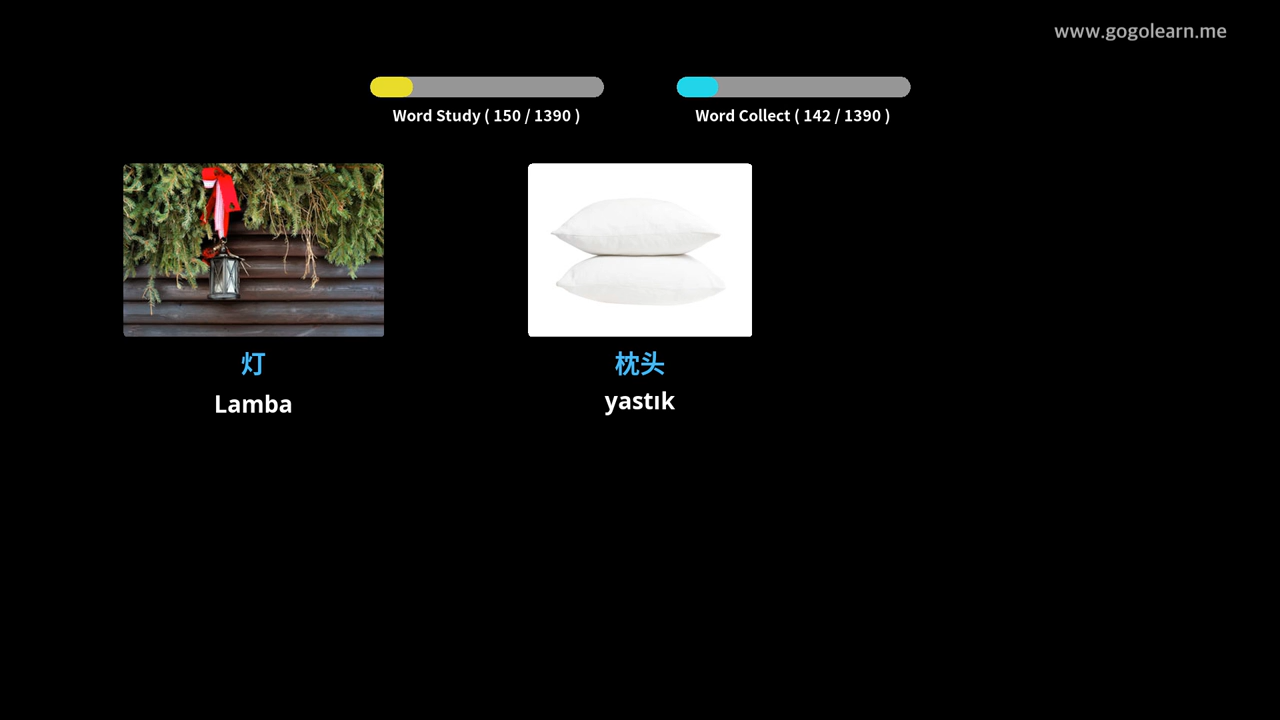 www.gogolearn.me
Word Study ( 150 / 1390 )
Word Collect ( 142 / 1390 )
灯
Lamba
枕头
yastık